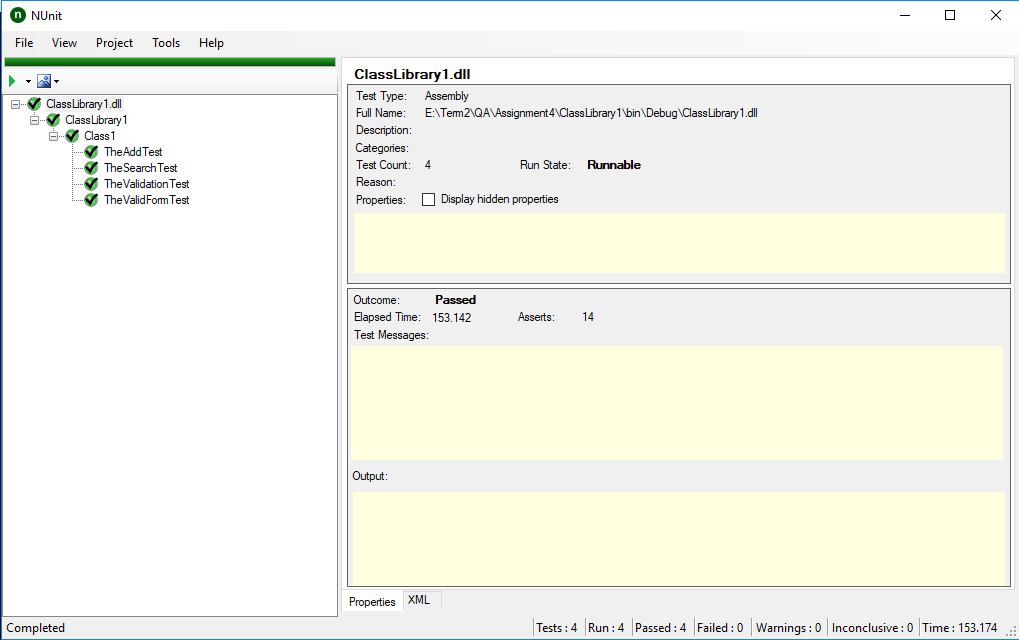 n NUnit
File View Project Tools Help
ClassLibrary1.dll
ClassLibrary1
Class1
TheAddTest
TheSearchTest
TheValidationTest
TheValidFormTest
ClassLibrary1.dll
Test Type: Assembly
Full Name: E:\Term2\QA\Assignment4\ClassLibrary1\bin\Debug\ClassLibrary1.dll
Description:
Categories:
Test Count: 4 Run State: Runnable
Reason:
Properties: Display hidden properties
Outcome: Passed
Elapsed Time: 153.142 Asserts: 14
Test Messages:
Output:
Properties XML
Completed Tests : 4 Run : 4 Passed : 4 Failed : 0 Warnings : 0 Inconclusive : 0 Time : 153.174